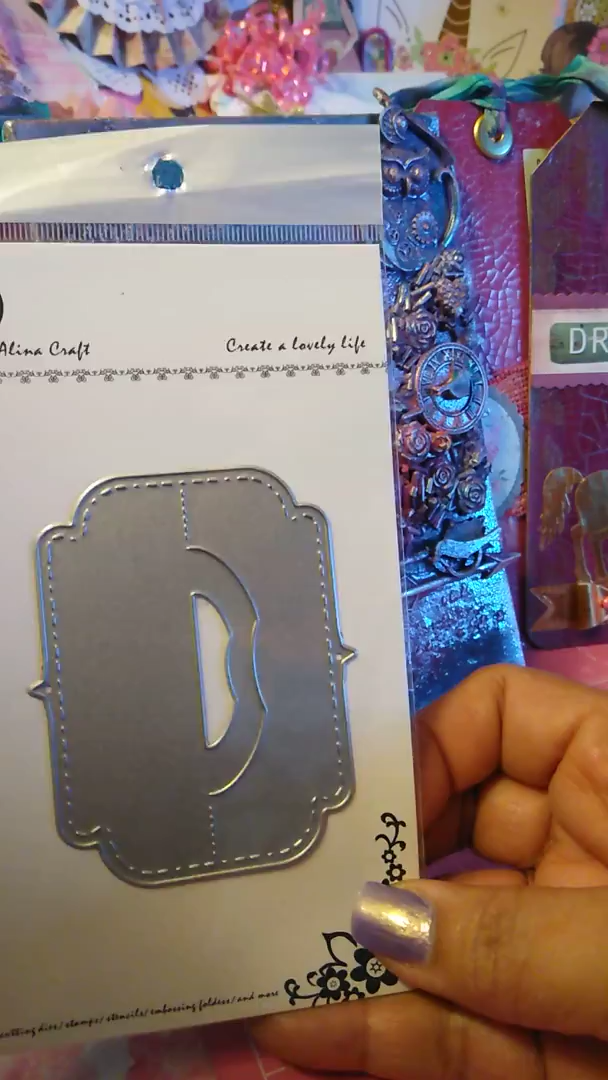 Alina Craft
Create a lovely life
DR
cutting dies/ stamps/ stencils/ embossing folders/ and more